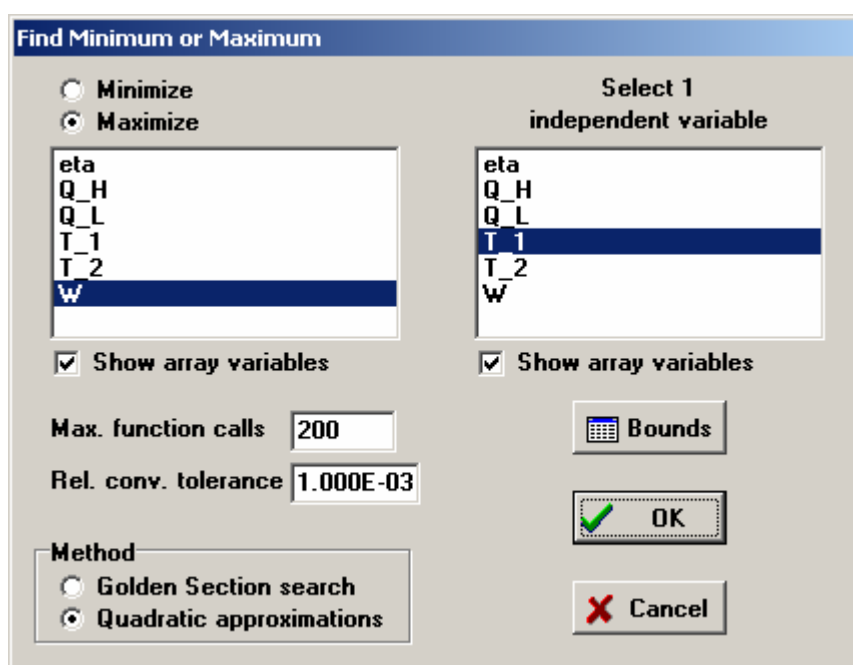 Find Minimum or Maximum
Minimize
Maximize
eta
Q_H
Q_L
T_1
T_2
W
Show array variables
Select 1
independent variable
eta
Q_H
Q_L
T_1
T_2
W
Show array variables
Max. function calls 200
Rel. conv. tolerance 1.000E-03
Method
Golden Section search
Quadratic approximations
Bounds
OK
Cancel